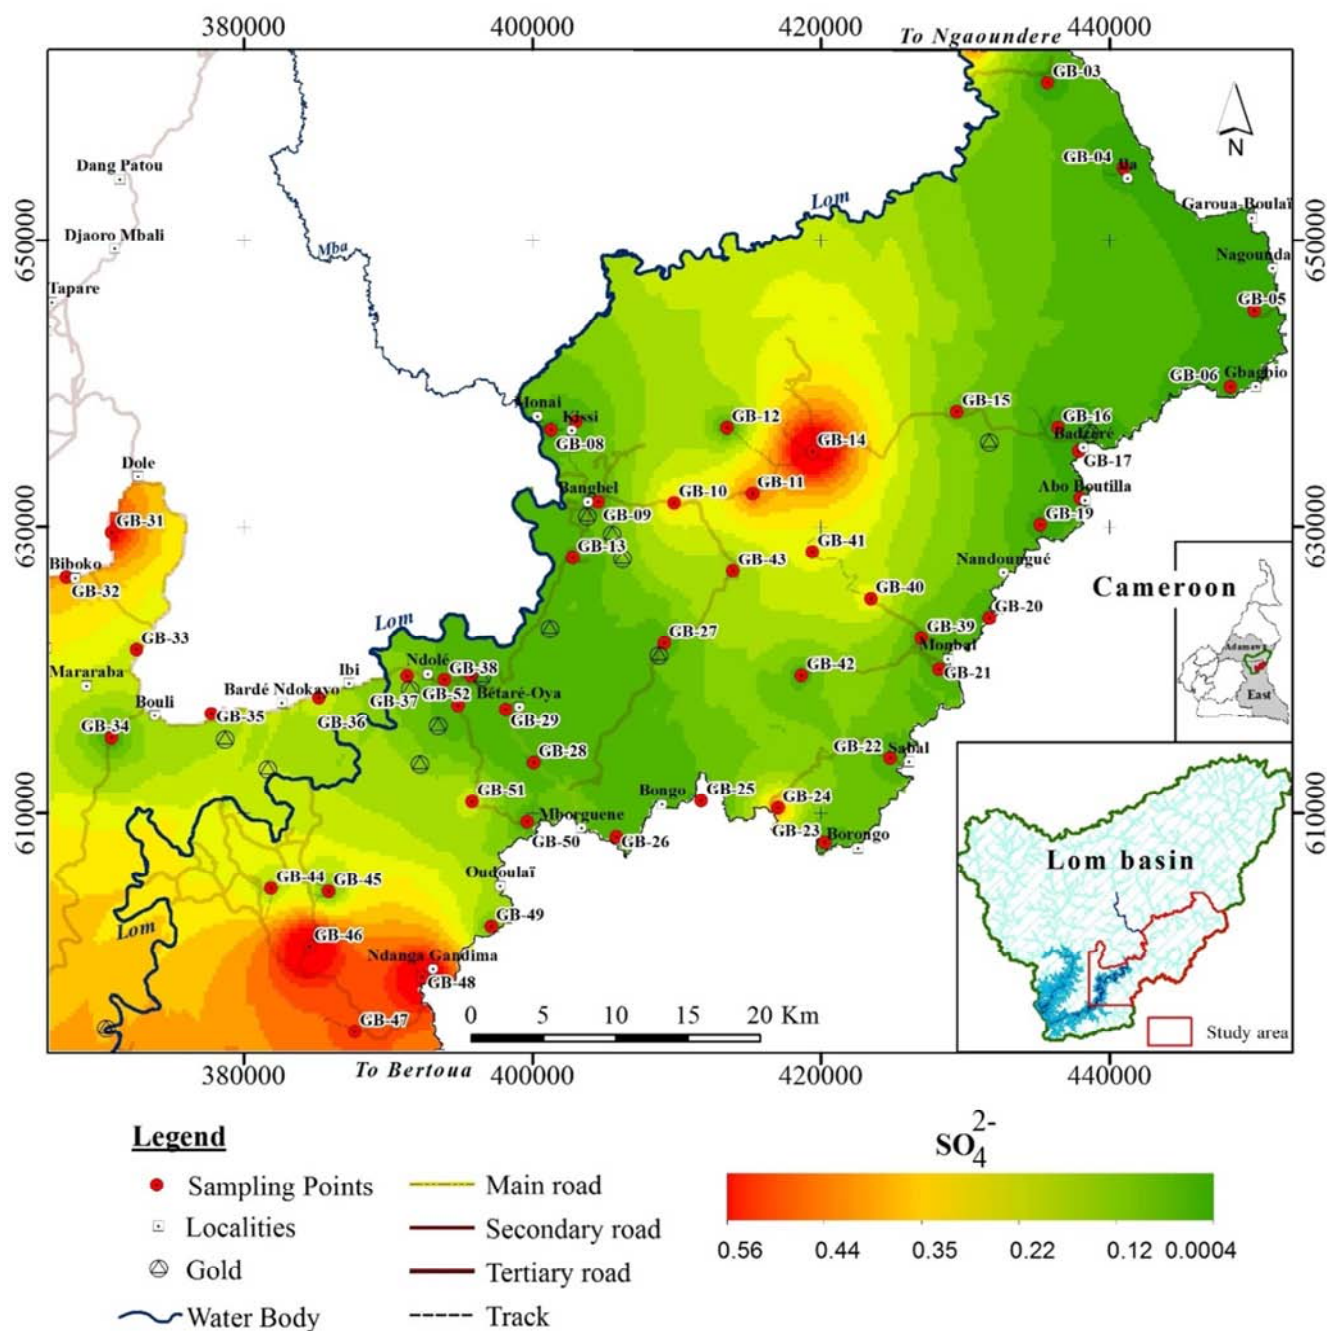 380000
400000
420000
440000
To Ngaoundere
GB-03
N
GB-04
Ila
Dang Patou
Garoua-Boulaï
Lom
Djaoro Mbali
Mba
650000
650000
Nagounda
Tapare
GB-05
GB-06
Gbagbio
Monai
Kissi
GB-08
GB-12
GB-15
GB-16
GB-14
Badzéré
GB-17
Dole
Bangbel
GB-10
GB-11
Abo Boutilla
GB-31
GB-09
GB-19
630000
630000
GB-13
GB-41
GB-43
Nandoungué
Biboko
GB-32
GB-40
Cameroon
Lom
GB-20
GB-33
GB-27
GB-39
Monbal
Adamawa
Mararaba
Ibi
Ndolé
GB-38
GB-42
GB-21
Bouli
Bardé Ndokayo
GB-37
GB-52
Bétaré-Oya
East
GB-34
GB-35
GB-36
GB-29
GB-28
GB-22
Sabal
GB-51
Bongo
GB-25
GB-24
610000
610000
Mborguene
GB-50
GB-26
GB-23
Borongo
Lom basin
Oudoulaï
GB-44
GB-45
Lom
GB-46
GB-49
Ndanga Gandima
GB-48
GB-47
0
5
10
15
20 Km
Study area
380000
To Bertoua
400000
420000
440000
Legend
Sampling Points
Localities
Gold
Water Body
Main road
Secondary road
Tertiary road
Track
SO₄²⁻
0.56
0.44
0.35
0.22
0.12
0.0004